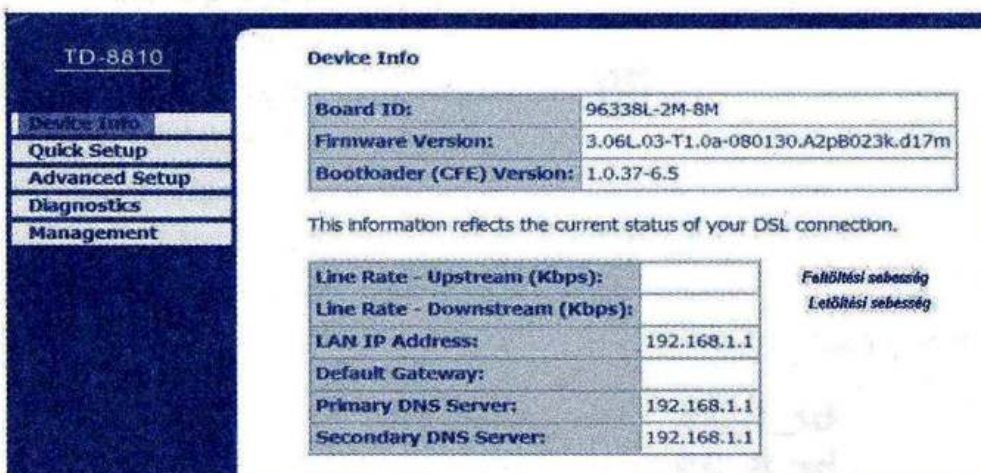 TD-8810
Device Info
Quick Setup
Advanced Setup
Diagnostics
Management
Device Info
Board ID: 96338L-2M-8M
Firmware Version: 3.06L.03-T1.0a-080130.A2pB023k.d17m
Bootloader (CFE) Version: 1.0.37-6.5
This information reflects the current status of your DSL connection.
Line Rate - Upstream (Kbps): Feltöltési sebesség
Line Rate - Downstream (Kbps): Letöltési sebesség
LAN IP Address: 192.168.1.1
Default Gateway:
Primary DNS Server: 192.168.1.1
Secondary DNS Server: 192.168.1.1